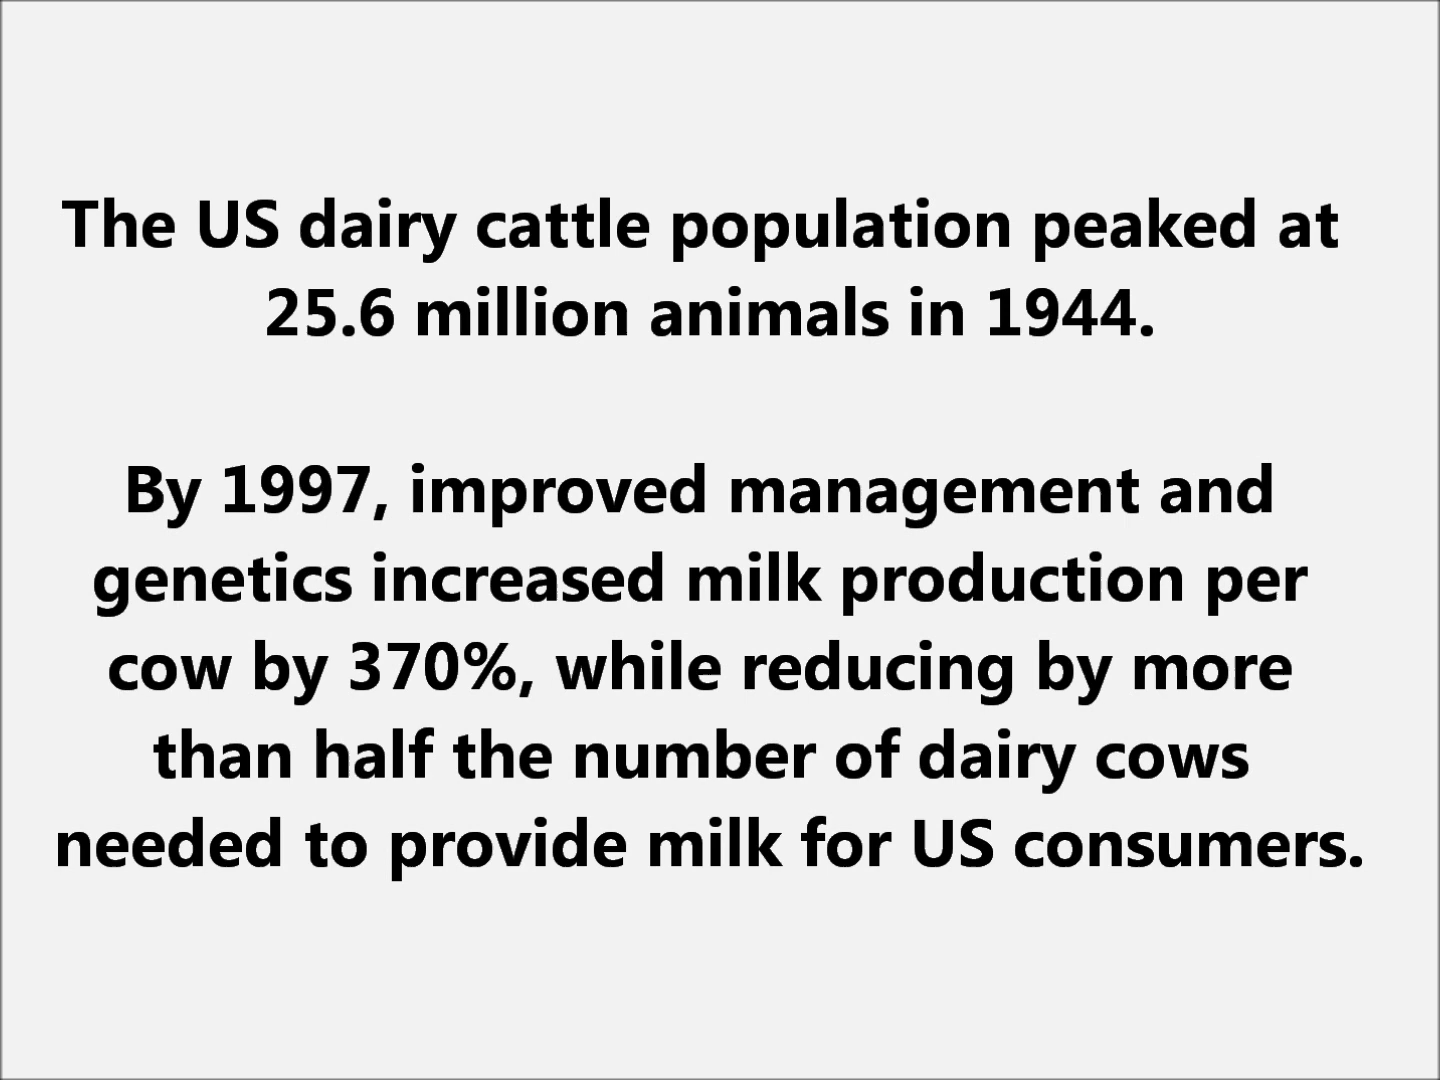 The US dairy cattle population peaked at
25.6 million animals in 1944.
By 1997, improved management and
genetics increased milk production per
cow by 370%, while reducing by more
than half the number of dairy cows
needed to provide milk for US consumers.